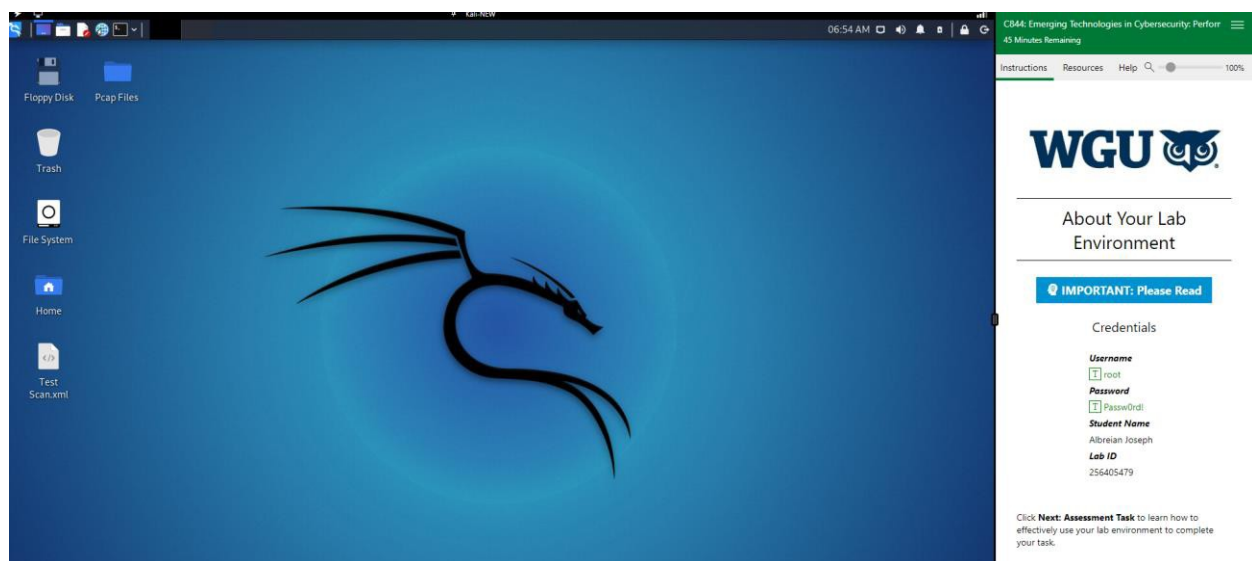 Kali-NEW
06:54 AM
Floppy Disk
Pcap Files
Trash
File System
Home
Test
Scan.xml
C844: Emerging Technologies in Cybersecurity: Perforr
45 Minutes Remaining
Instructions Resources Help 100%
WGU
About Your Lab
Environment
IMPORTANT: Please Read
Credentials
Username
T root
Password
T Passw0rd!
Student Name
Albreian Joseph
Lab ID
256405479
Click Next: Assessment Task to learn how to
effectively use your lab environment to complete
your task.